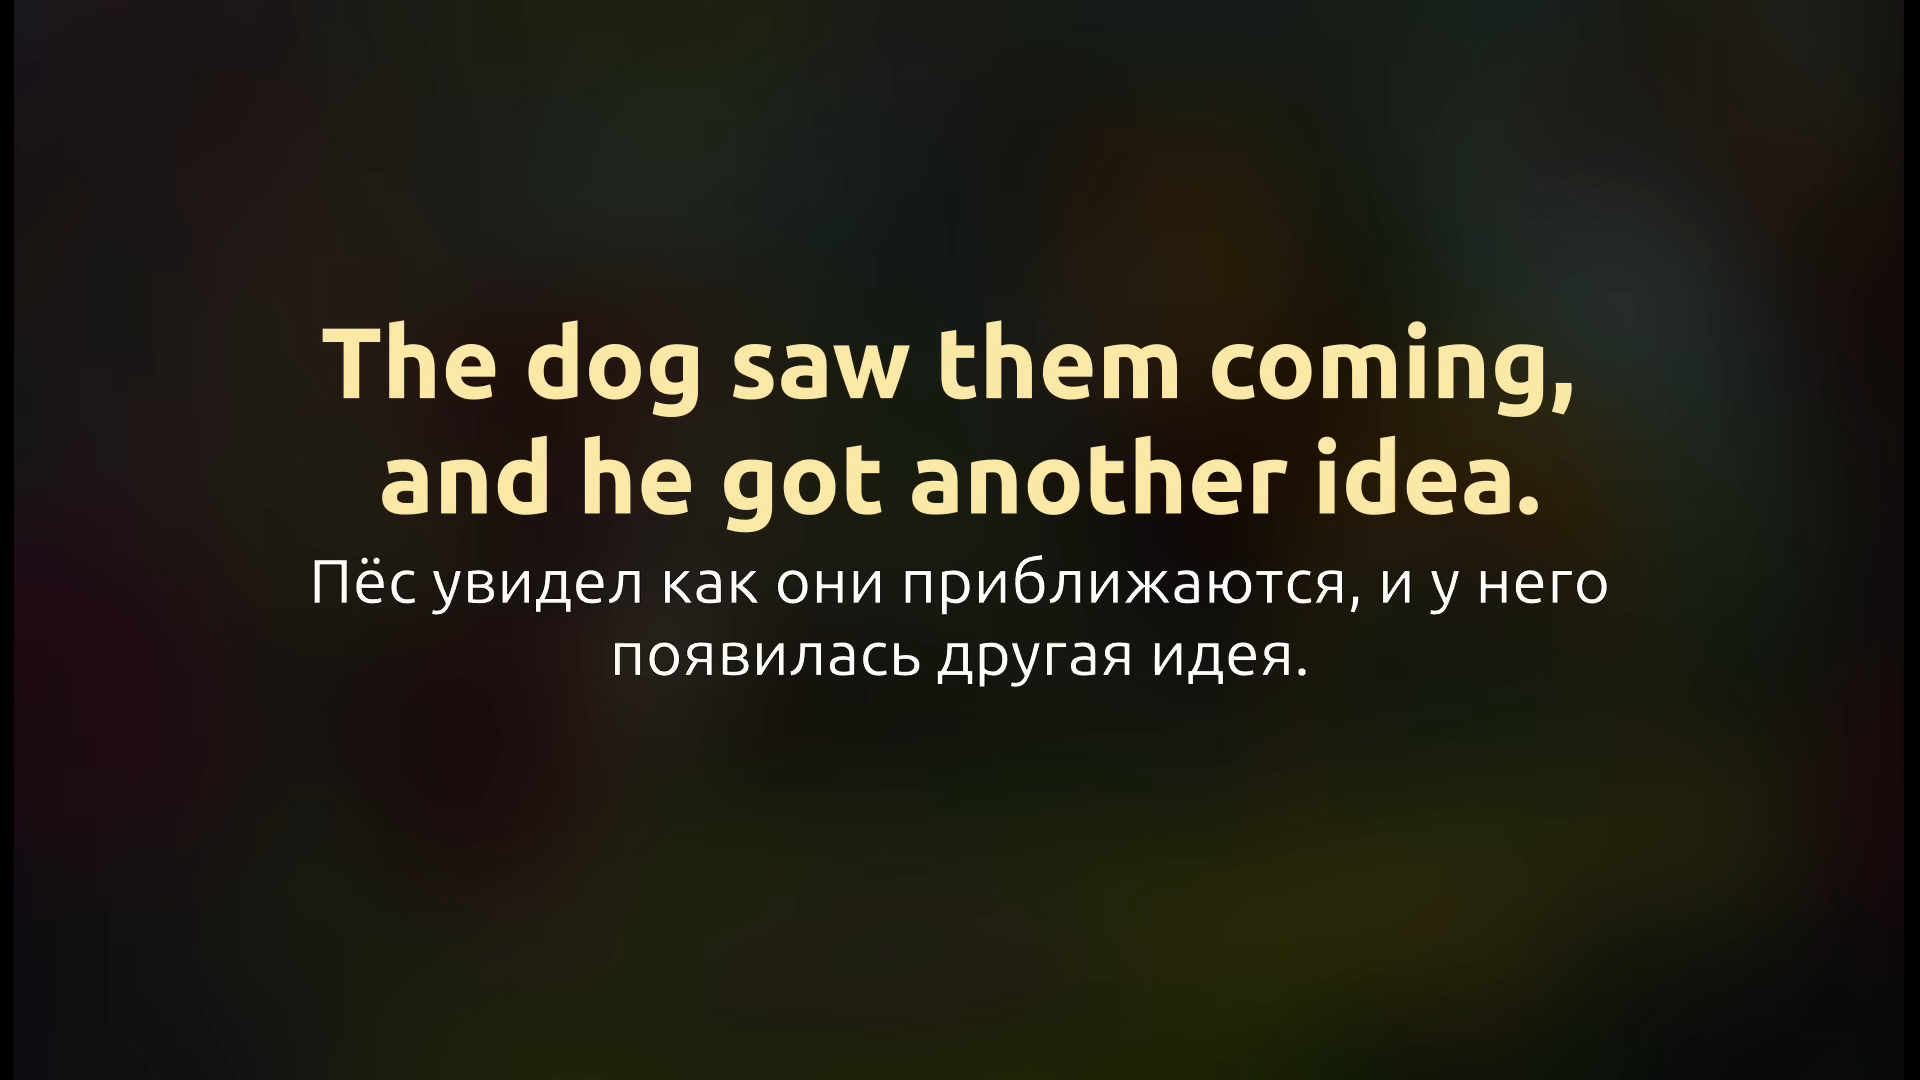 The dog saw them coming,
and he got another idea.
Пёс увидел как они приближаются, и у него
появилась другая идея.